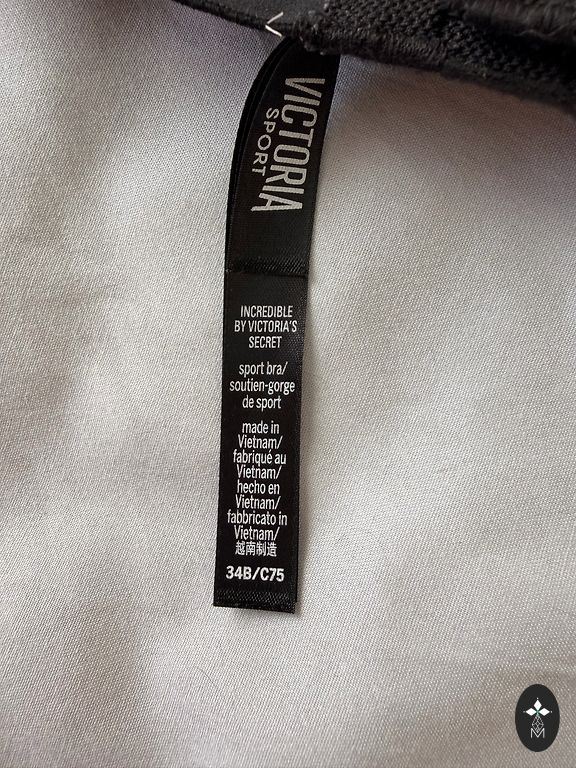 VICTORIA
SPORT
INCREDIBLE
BY VICTORIA'S
SECRET
sport bra/
soutien-gorge
de sport
made in
Vietnam/
fabriqué au
Vietnam/
hecho en
Vietnam/
fabbricato in
Vietnam/
越南制造
34B/C75
M